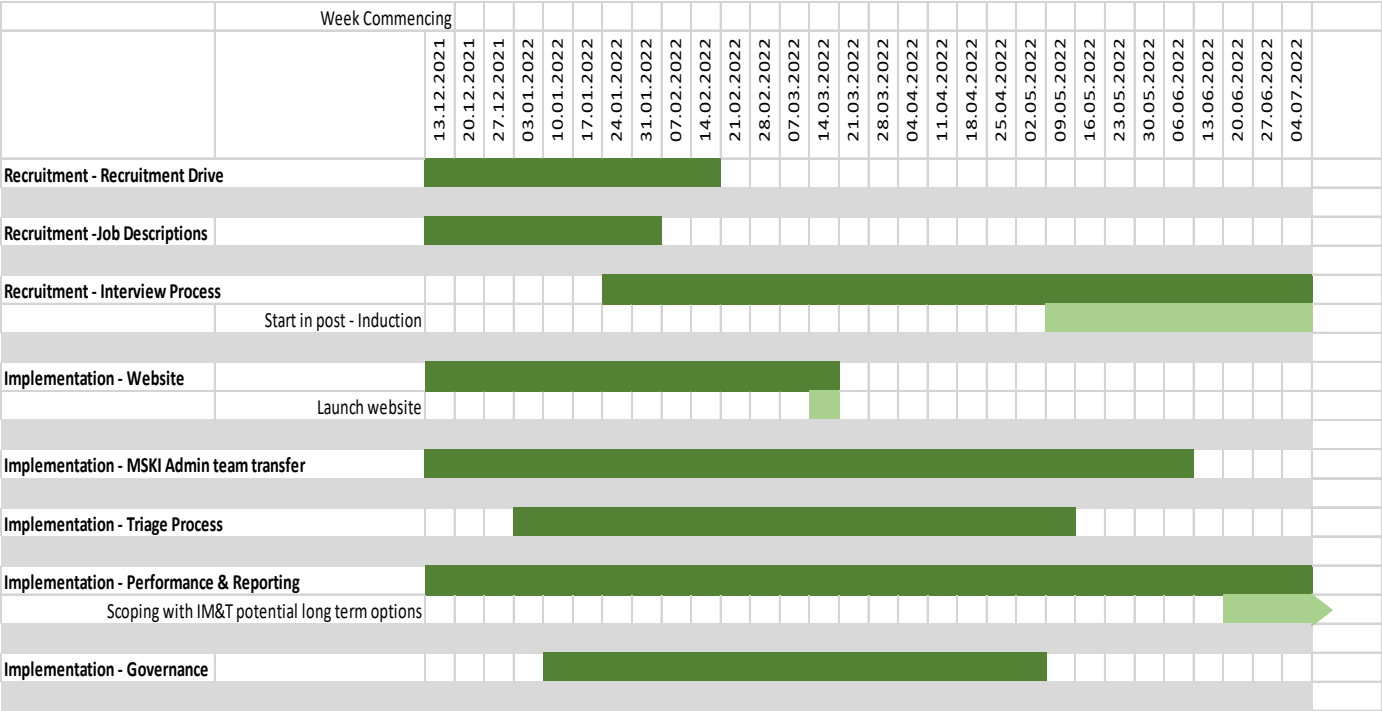 Week Commencing
13.12.2021 20.12.2021 27.12.2021 03.01.2022 10.01.2022 17.01.2022 24.01.2022 31.01.2022 07.02.2022 14.02.2022 21.02.2022 28.02.2022 07.03.2022 14.03.2022 21.03.2022 28.03.2022 04.04.2022 11.04.2022 18.04.2022 25.04.2022 02.05.2022 09.05.2022 16.05.2022 23.05.2022 30.05.2022 06.06.2022 13.06.2022 20.06.2022 27.06.2022 04.07.2022
Recruitment - Recruitment Drive
Recruitment -Job Descriptions
Recruitment - Interview Process
Start in post - Induction
Implementation - Website
Launch website
Implementation - MSKI Admin team transfer
Implementation - Triage Process
Implementation - Performance & Reporting
Scoping with IM&T potential long term options
Implementation - Governance